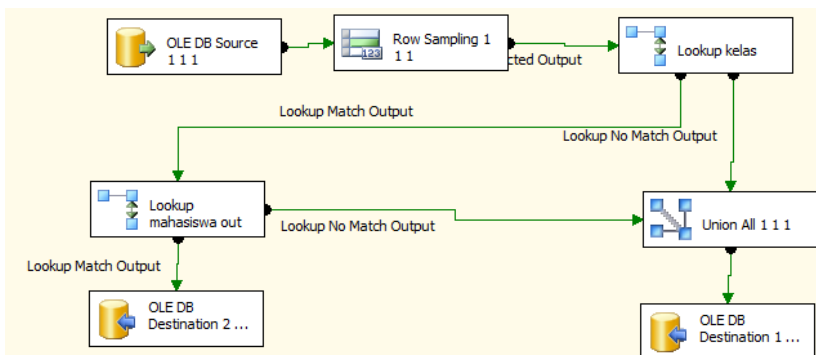 OLE DB Source
1 1 1
Row Sampling 1
1 1
Lookup kelas
cted Output
Lookup Match Output
Lookup No Match Output
Lookup
mahasiswa out
Lookup No Match Output
Union All 1 1 1
Lookup Match Output
OLE DB
Destination 2 ...
OLE DB
Destination 1 ...
123